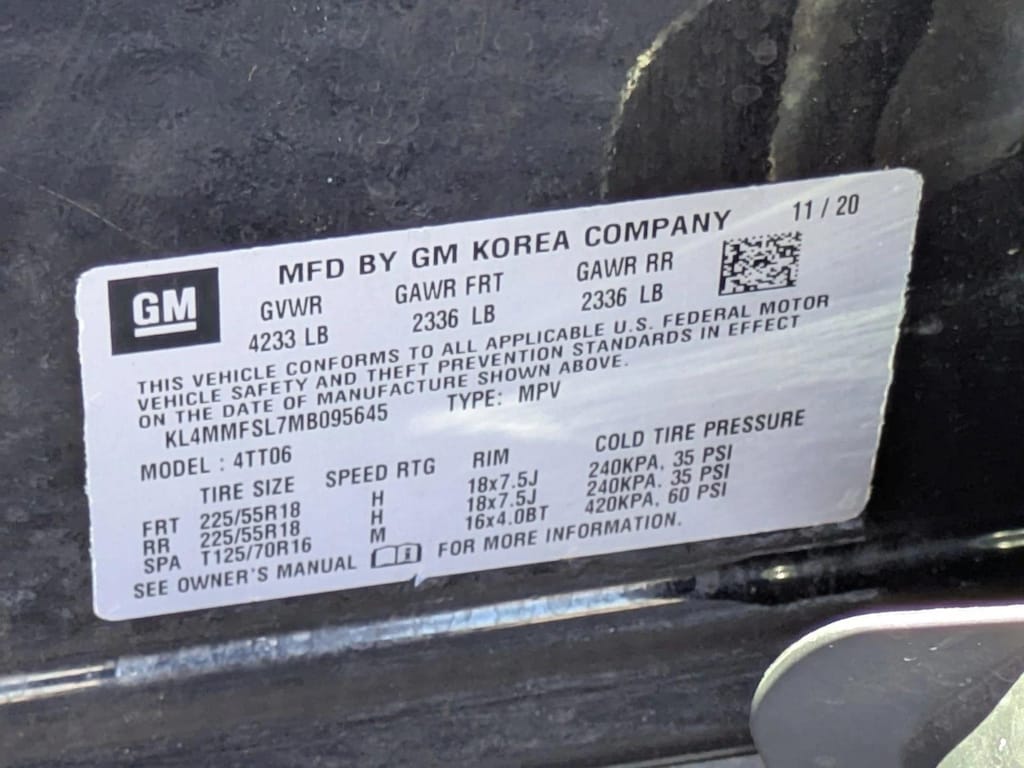 MFD BY GM KOREA COMPANY 11 / 20
GM
GVWR GAWR FRT GAWR RR
4233 LB 2336 LB 2336 LB
THIS VEHICLE CONFORMS TO ALL APPLICABLE U.S. FEDERAL MOTOR
VEHICLE SAFETY AND THEFT PREVENTION STANDARDS IN EFFECT
ON THE DATE OF MANUFACTURE SHOWN ABOVE.
KL4MMFSL7MB095645 TYPE: MPV
MODEL : 4TT06
TIRE SIZE SPEED RTG RIM COLD TIRE PRESSURE
FRT 225/55R18 H 18x7.5J 240KPA, 35 PSI
RR 225/55R18 H 18x7.5J 240KPA, 35 PSI
SPA T125/70R16 M 16x4.0BT 420KPA, 60 PSI
SEE OWNER'S MANUAL FOR MORE INFORMATION.